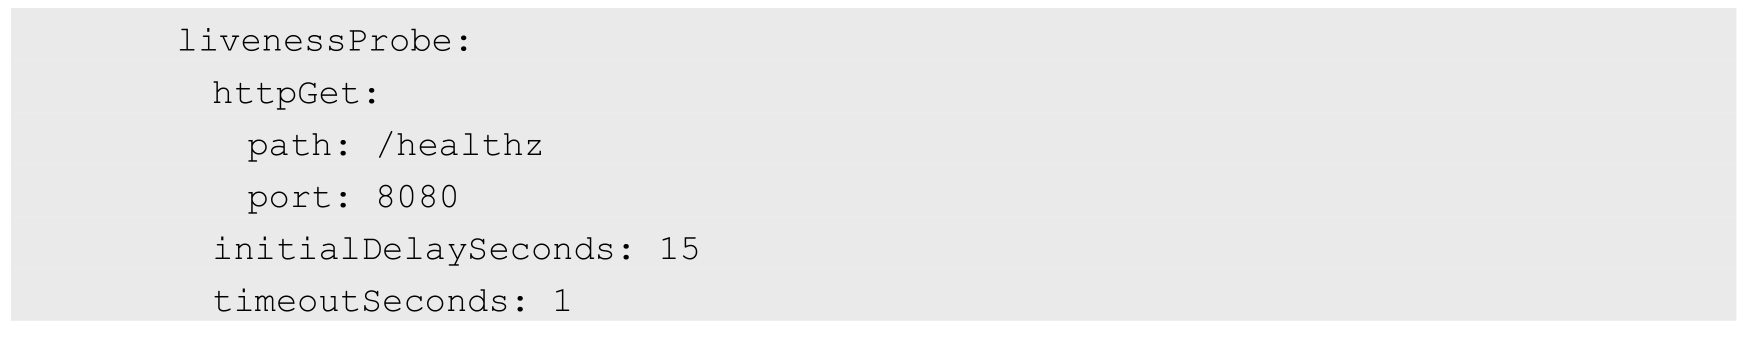 livenessProbe:
httpGet:
path: /healthz
port: 8080
initialDelaySeconds: 15
timeoutSeconds: 1